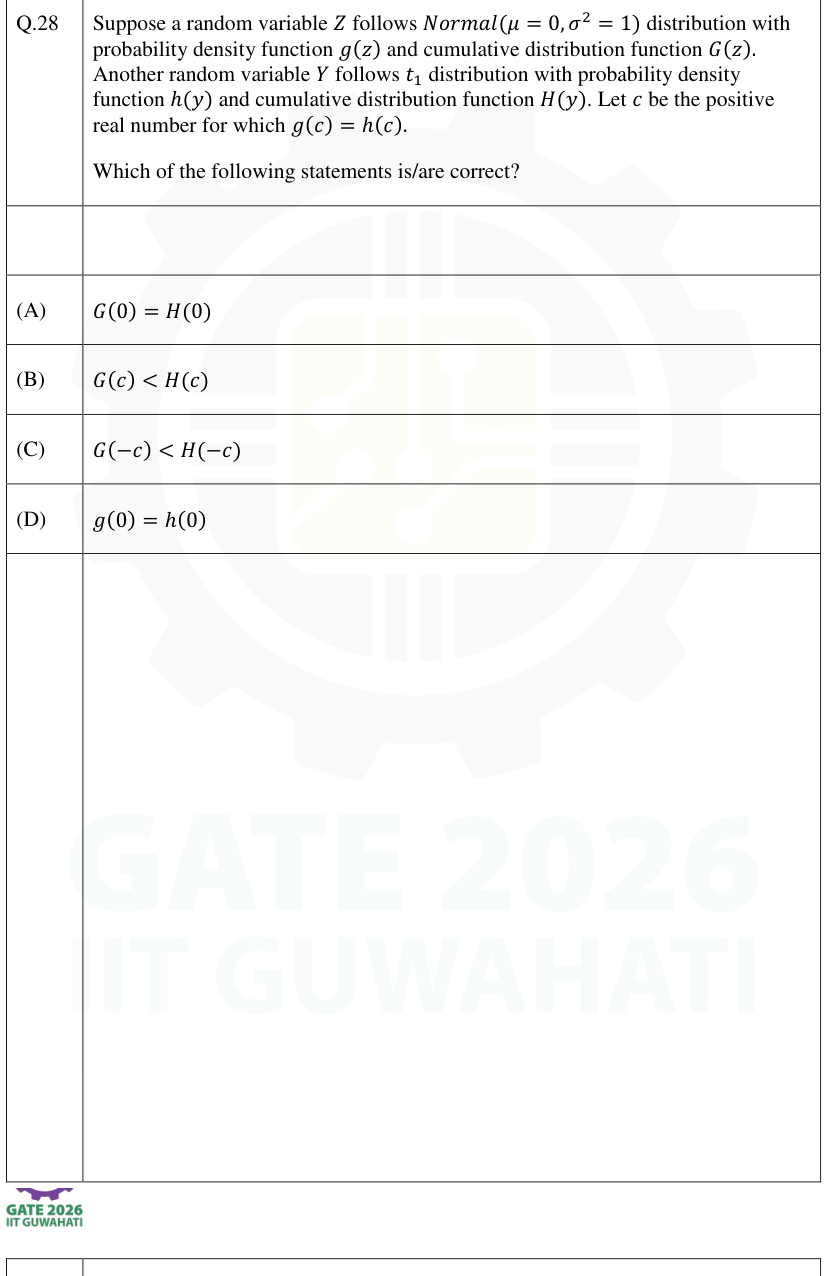 Q.28 Suppose a random variable Z follows Normal(μ = 0, σ² = 1) distribution with
probability density function g(z) and cumulative distribution function G(z).
Another random variable Y follows t₁ distribution with probability density
function h(y) and cumulative distribution function H(y). Let c be the positive
real number for which g(c) = h(c).
Which of the following statements is/are correct?
(A) G(0) = H(0)
(B) G(c) < H(c)
(C) G(−c) < H(−c)
(D) g(0) = h(0)
GATE 2026
IIT GUWAHATI
GATE 2026
IIT GUWAHATI